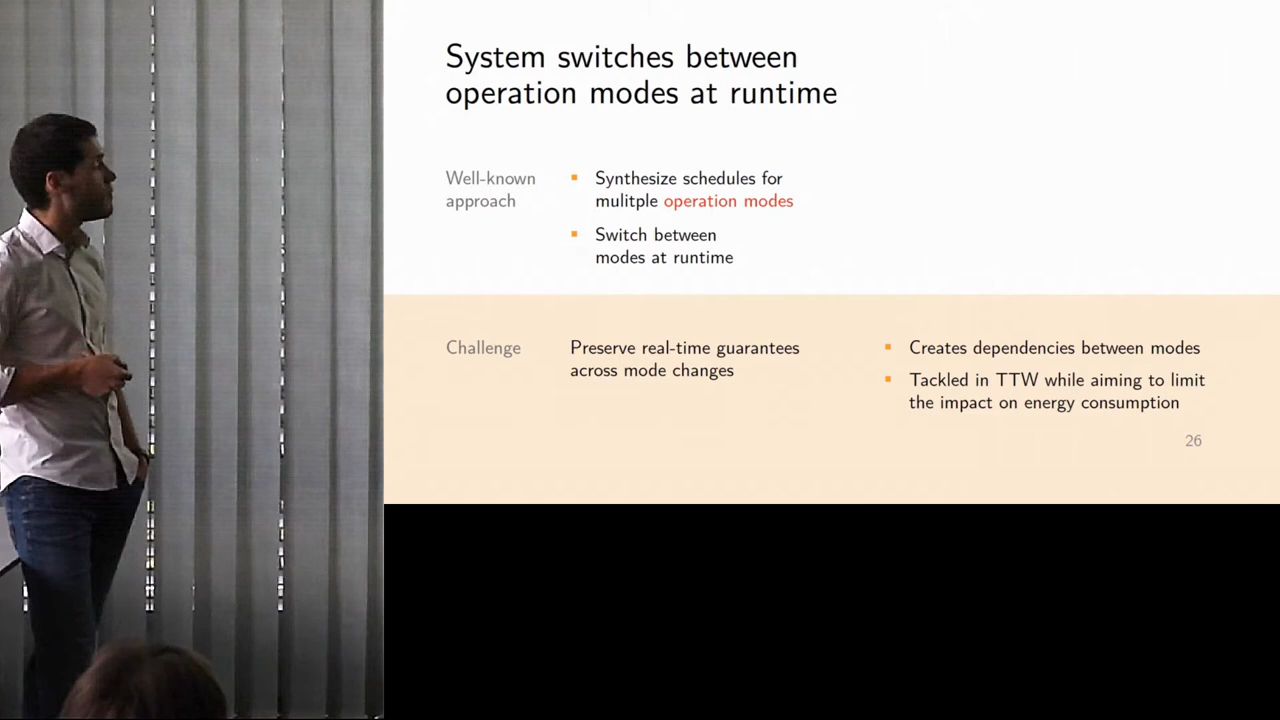 System switches between
operation modes at runtime
Well-known
approach
▪ Synthesize schedules for
mulitple operation modes
▪ Switch between
modes at runtime
Challenge
Preserve real-time guarantees
across mode changes
▪ Creates dependencies between modes
▪ Tackled in TTW while aiming to limit
the impact on energy consumption
26